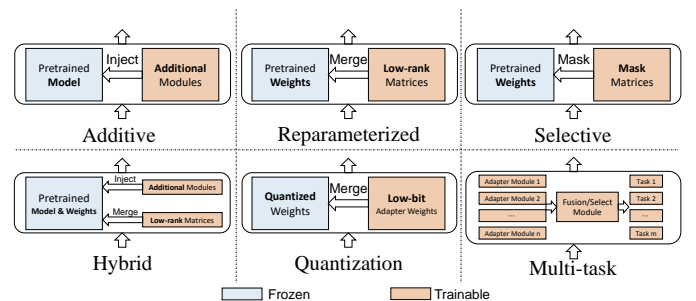 Pretrained
Model
Inject
Additional
Modules
Additive
Pretrained
Weights
Merge
Low-rank
Matrices
Reparameterized
Pretrained
Weights
Mask
Mask
Matrices
Selective
Pretrained
Model & Weights
Inject
Additional Modules
Merge
Low-rank Matrices
Hybrid
Quantized
Weights
Merge
Low-bit
Adapter Weights
Quantization
Adapter Module 1
Adapter Module 2
...
Adapter Module n
Fusion/Select
Module
Task 1
Task 2
...
Task m
Multi-task
Frozen
Trainable